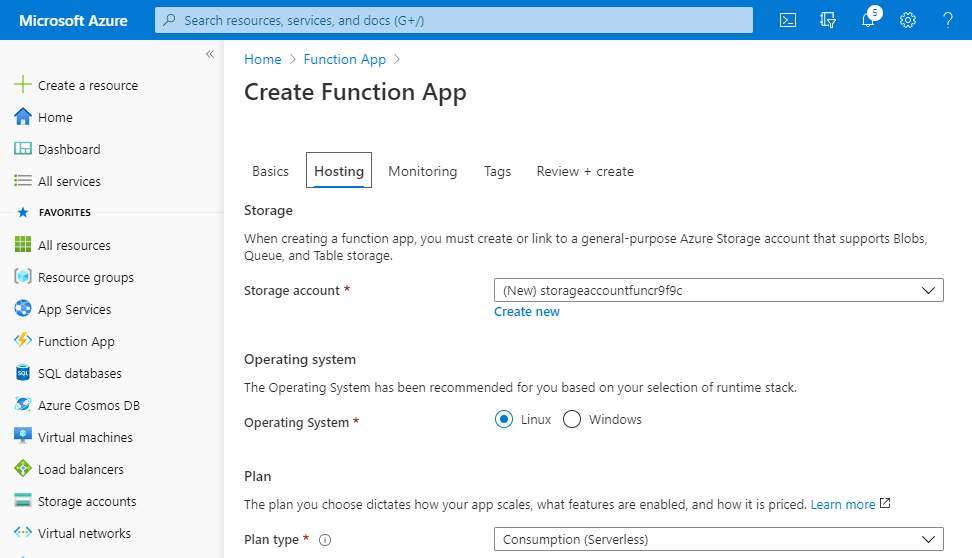 Microsoft Azure
Search resources, services, and docs (G+/)
5
Create a resource
Home
Dashboard
All services
FAVORITES
All resources
Resource groups
App Services
Function App
SQL databases
Azure Cosmos DB
Virtual machines
Load balancers
Storage accounts
Virtual networks
Home > Function App >
Create Function App
Basics Hosting Monitoring Tags Review + create
Storage
When creating a function app, you must create or link to a general-purpose Azure Storage account that supports Blobs,
Queue, and Table storage.
Storage account * (New) storageaccountfuncr9f9c
Create new
Operating system
The Operating System has been recommended for you based on your selection of runtime stack.
Operating System * Linux Windows
Plan
The plan you choose dictates how your app scales, what features are enabled, and how it is priced. Learn more
Plan type * Consumption (Serverless)